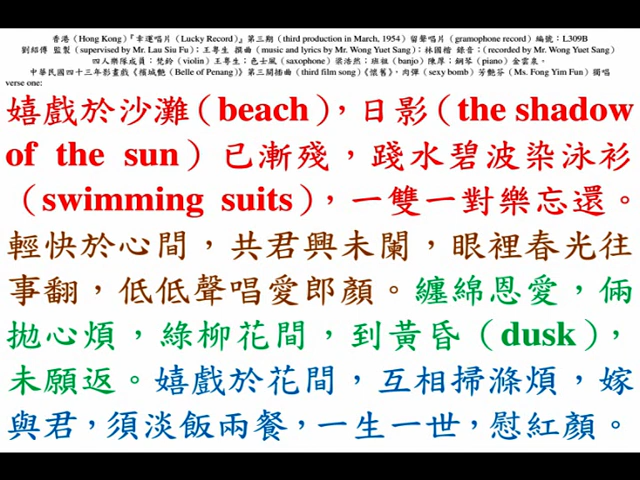 香港（Hong Kong）『幸運唱片（Lucky Record）』第三期（third production in March, 1954）留聲唱片（gramophone record）編號：L309B
劉紹傅 監製（supervised by Mr. Lau Siu Fu）；王粵生 撰曲（music and lyrics by Mr. Wong Yuet Sang）；林國楷 錄音；（recorded by Mr. Wong Yuet Sang）
四人樂隊成員：梵鈴（violin）王粵生；色士風（saxophone）梁浩然；班祖（banjo）陳厚；鋼琴（piano）金雲泉。
中華民國四十三年影畫戲《檳城艷（Belle of Penang）》第三闋插曲（third film song）《懷舊》，肉彈（sexy bomb）芳艷芬（Ms. Fong Yim Fun）獨唱
verse one:
嬉戲於沙灘（beach），日影（the shadow
of the sun）已漸殘，踐水碧波染泳衫
（swimming suits），一雙一對樂忘還。
輕快於心間，共君興未闌，眼裡春光往
事翻，低低聲唱愛郎顏。纏綿恩愛，倆
拋心煩，綠柳花間，到黃昏（dusk），
未願返。嬉戲於花間，互相掃滌煩，嫁
與君，須淡飯兩餐，一生一世，慰紅顏。